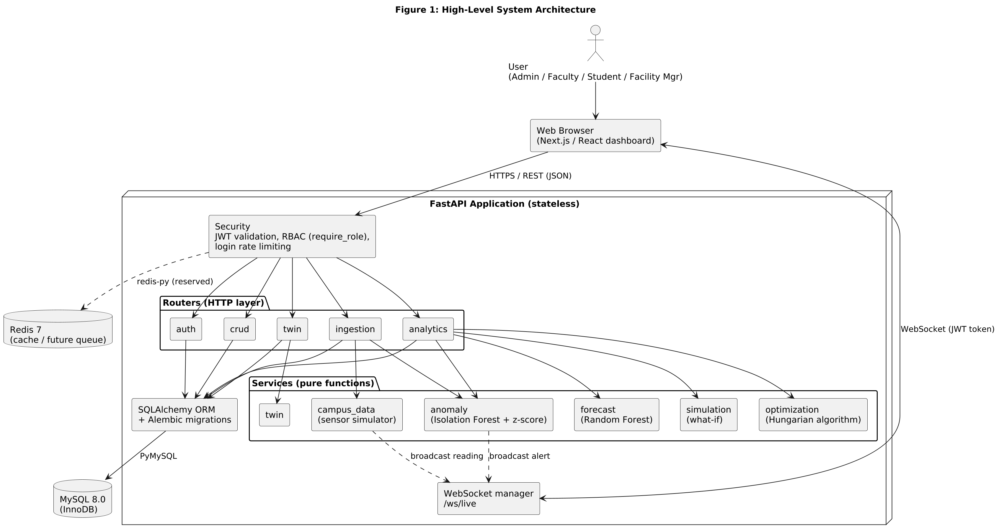 Figure 1: High-Level System Architecture
User
(Admin / Faculty / Student / Facility Mgr)
Web Browser
(Next.js / React dashboard)
HTTPS / REST (JSON)
FastAPI Application (stateless)
Security
JWT validation, RBAC (require_role),
login rate limiting
redis-py (reserved)
Routers (HTTP layer)
Redis 7
(cache / future queue)
auth
crud
twin
ingestion
analytics
WebSocket (JWT token)
Services (pure functions)
SQLAlchemy ORM
+ Alembic migrations
twin
campus_data
(sensor simulator)
anomaly
(Isolation Forest + z-score)
forecast
(Random Forest)
simulation
(what-if)
optimization
(Hungarian algorithm)
PyMySQL
broadcast reading
broadcast alert
MySQL 8.0
(InnoDB)
WebSocket manager
/ws/live